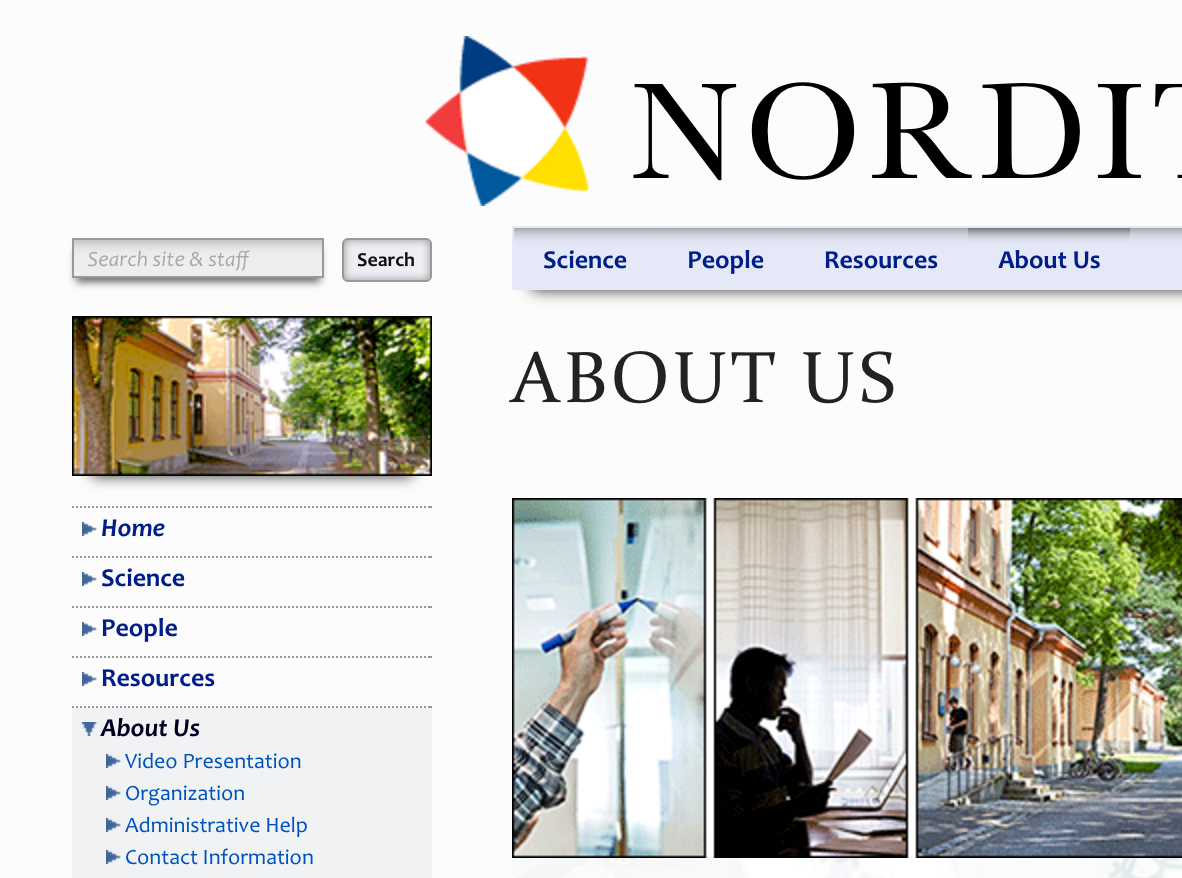 NORDIT
Search site & staff
Search
Science
People
Resources
About Us
ABOUT US
Home
Science
People
Resources
About Us
Video Presentation
Organization
Administrative Help
Contact Information